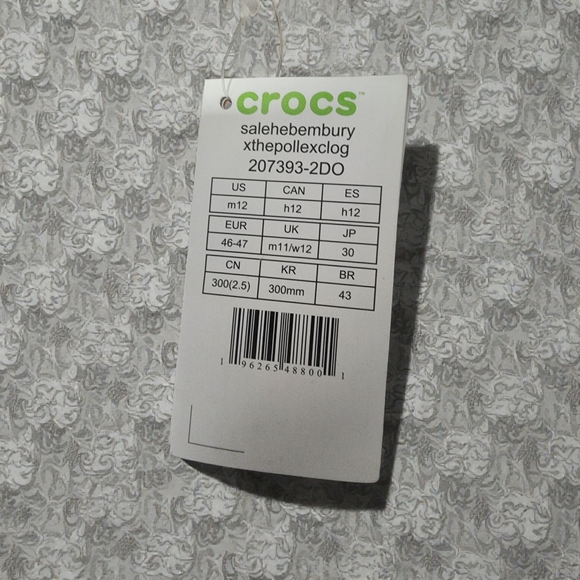 crocs™
salehebembury
xthepollexclog
207393-2DO
US CAN ES
m12 h12 h12
EUR UK JP
46-47 m11/w12 30
CN KR BR
300(2.5) 300mm 43
1 96265 48800 1